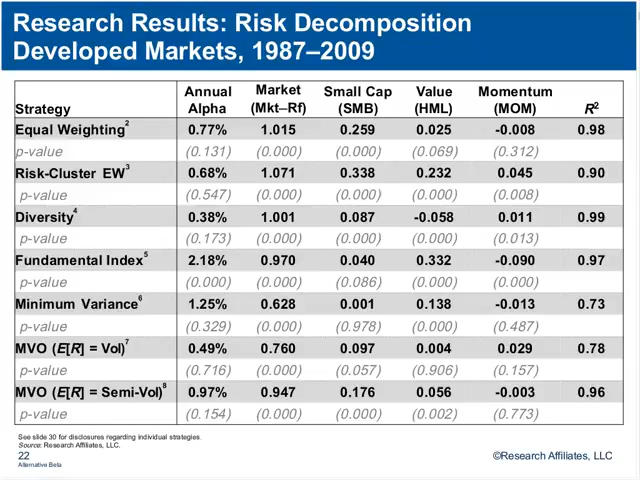 Research Results: Risk Decomposition
Developed Markets, 1987–2009
Strategy Annual Alpha Market (Mkt–Rf) Small Cap (SMB) Value (HML) Momentum (MOM) R²
Equal Weighting² 0.77% 1.015 0.259 0.025 -0.008 0.98
p-value (0.131) (0.000) (0.000) (0.069) (0.312)
Risk-Cluster EW³ 0.68% 1.071 0.338 0.232 0.045 0.90
p-value (0.547) (0.000) (0.000) (0.000) (0.008)
Diversity⁴ 0.38% 1.001 0.087 -0.058 0.011 0.99
p-value (0.173) (0.000) (0.000) (0.000) (0.013)
Fundamental Index⁵ 2.18% 0.970 0.040 0.332 -0.090 0.97
p-value (0.000) (0.000) (0.086) (0.000) (0.000)
Minimum Variance⁶ 1.25% 0.628 0.001 0.138 -0.013 0.73
p-value (0.329) (0.000) (0.978) (0.000) (0.487)
MVO (E[R] = Vol)⁷ 0.49% 0.760 0.097 0.004 0.029 0.78
p-value (0.716) (0.000) (0.057) (0.906) (0.157)
MVO (E[R] = Semi-Vol)⁸ 0.97% 0.947 0.176 0.056 -0.003 0.96
p-value (0.154) (0.000) (0.000) (0.002) (0.773)
See slide 30 for disclosures regarding individual strategies.
Source: Research Affiliates, LLC.
22
Alternative Beta
©Research Affiliates, LLC